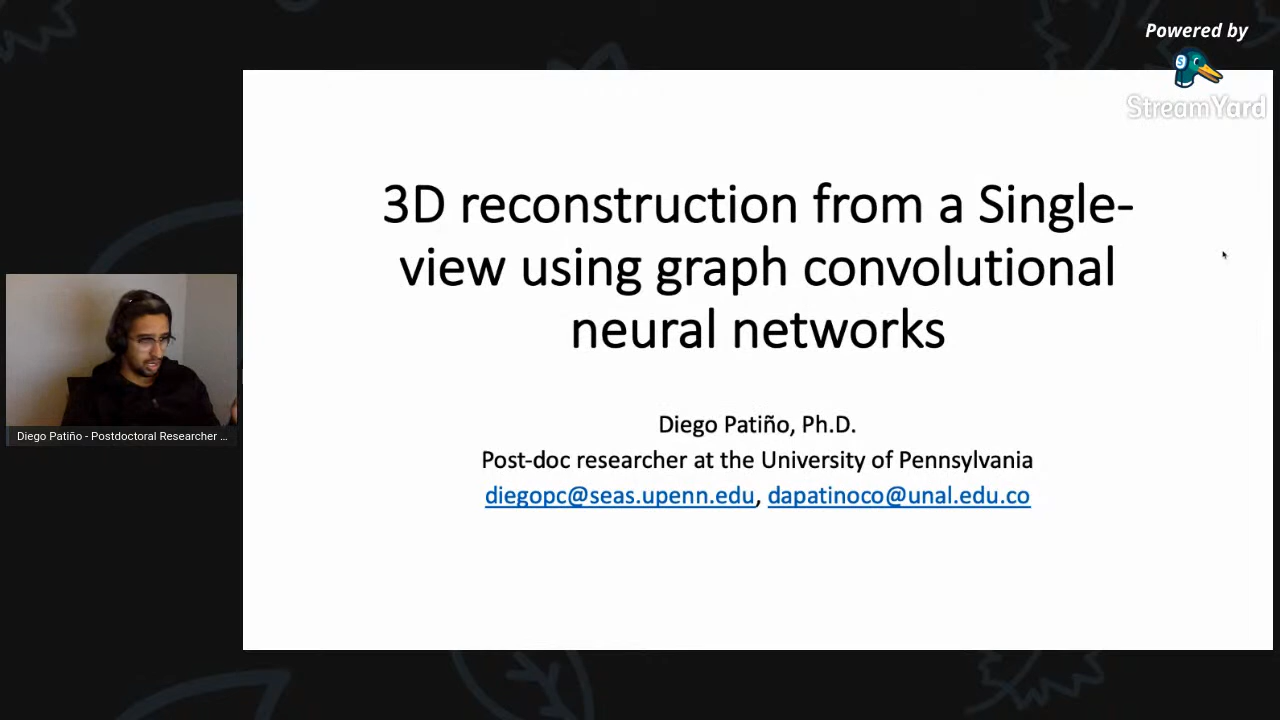 Powered by
StreamYard
3D reconstruction from a Single-
view using graph convolutional
neural networks
Diego Patiño, Ph.D.
Post-doc researcher at the University of Pennsylvania
diegopc@seas.upenn.edu, dapatinoco@unal.edu.co
Diego Patiño - Postdoctoral Researcher ...